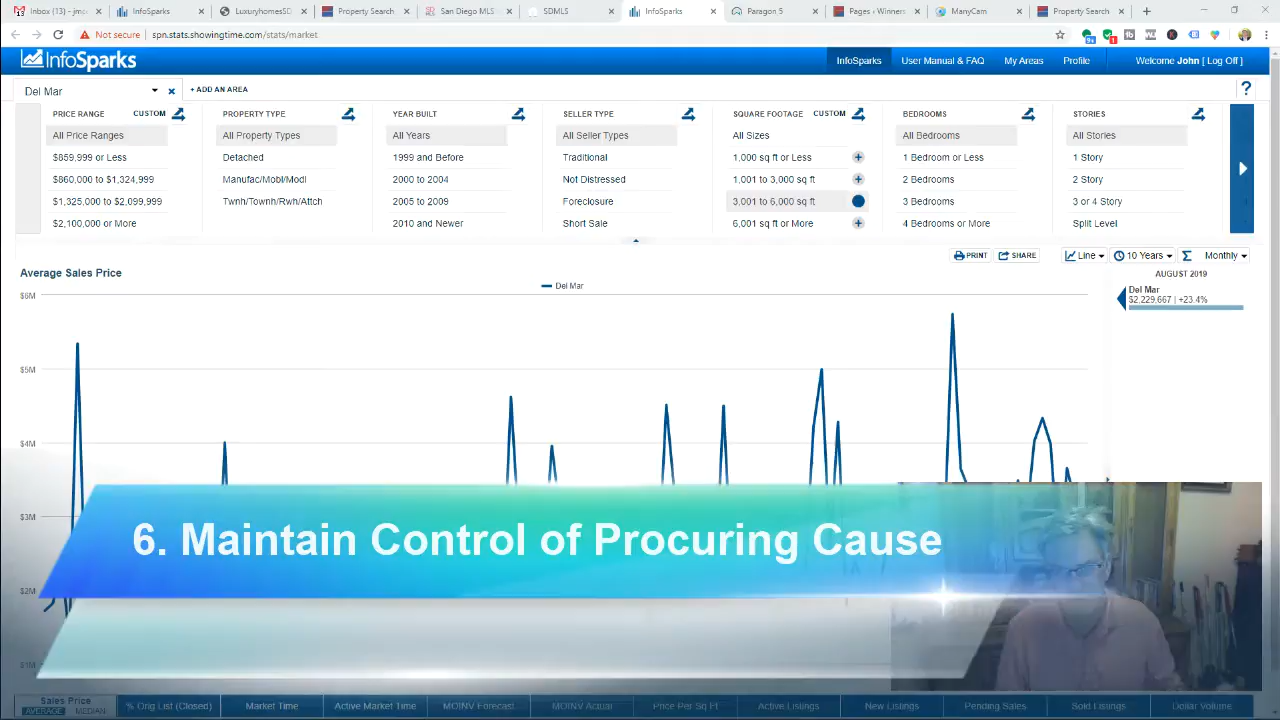 Inbox (13) - jmp
InfoSparks
LuxuryhomesSD
Property Search
San Diego MLS
SDMLS
InfoSparks
Paragon 5
Pages ‹ Winners
ManyCam
Property Search
Not secure
spn.stats.showingtime.com/stats/market
InfoSparks
InfoSparks
User Manual & FAQ
My Areas
Profile
Welcome John [ Log Off ]
Del Mar
+ ADD AN AREA
?
PRICE RANGE CUSTOM
All Price Ranges
$859,999 or Less
$860,000 to $1,324,999
$1,325,000 to $2,099,999
$2,100,000 or More
PROPERTY TYPE
All Property Types
Detached
Manufac/Mobl/Modl
Twnh/Townh/Rwh/Attch
YEAR BUILT
All Years
1999 and Before
2000 to 2004
2005 to 2009
2010 and Newer
SELLER TYPE
All Seller Types
Traditional
Not Distressed
Foreclosure
Short Sale
SQUARE FOOTAGE CUSTOM
All Sizes
1,000 sq ft or Less
1,001 to 3,000 sq ft
3,001 to 6,000 sq ft
6,001 sq ft or More
BEDROOMS
All Bedrooms
1 Bedroom or Less
2 Bedrooms
3 Bedrooms
4 Bedrooms or More
STORIES
All Stories
1 Story
2 Story
3 or 4 Story
Split Level
PRINT
SHARE
Line
10 Years
Σ
Monthly
Average Sales Price
Del Mar
AUGUST 2019
Del Mar
$2,229,667 | +23.4%
$6M
$5M
$4M
$3M
$2M
$1M
6. Maintain Control of Procuring Cause
Sales Price
AVERAGE MEDIAN
% Orig List (Closed)
Market Time
Active Market Time
MOINV Forecast
MOINV Actual
Price Per Sq Ft
Active Listings
New Listings
Pending Sales
Sold Listings
Dollar Volume